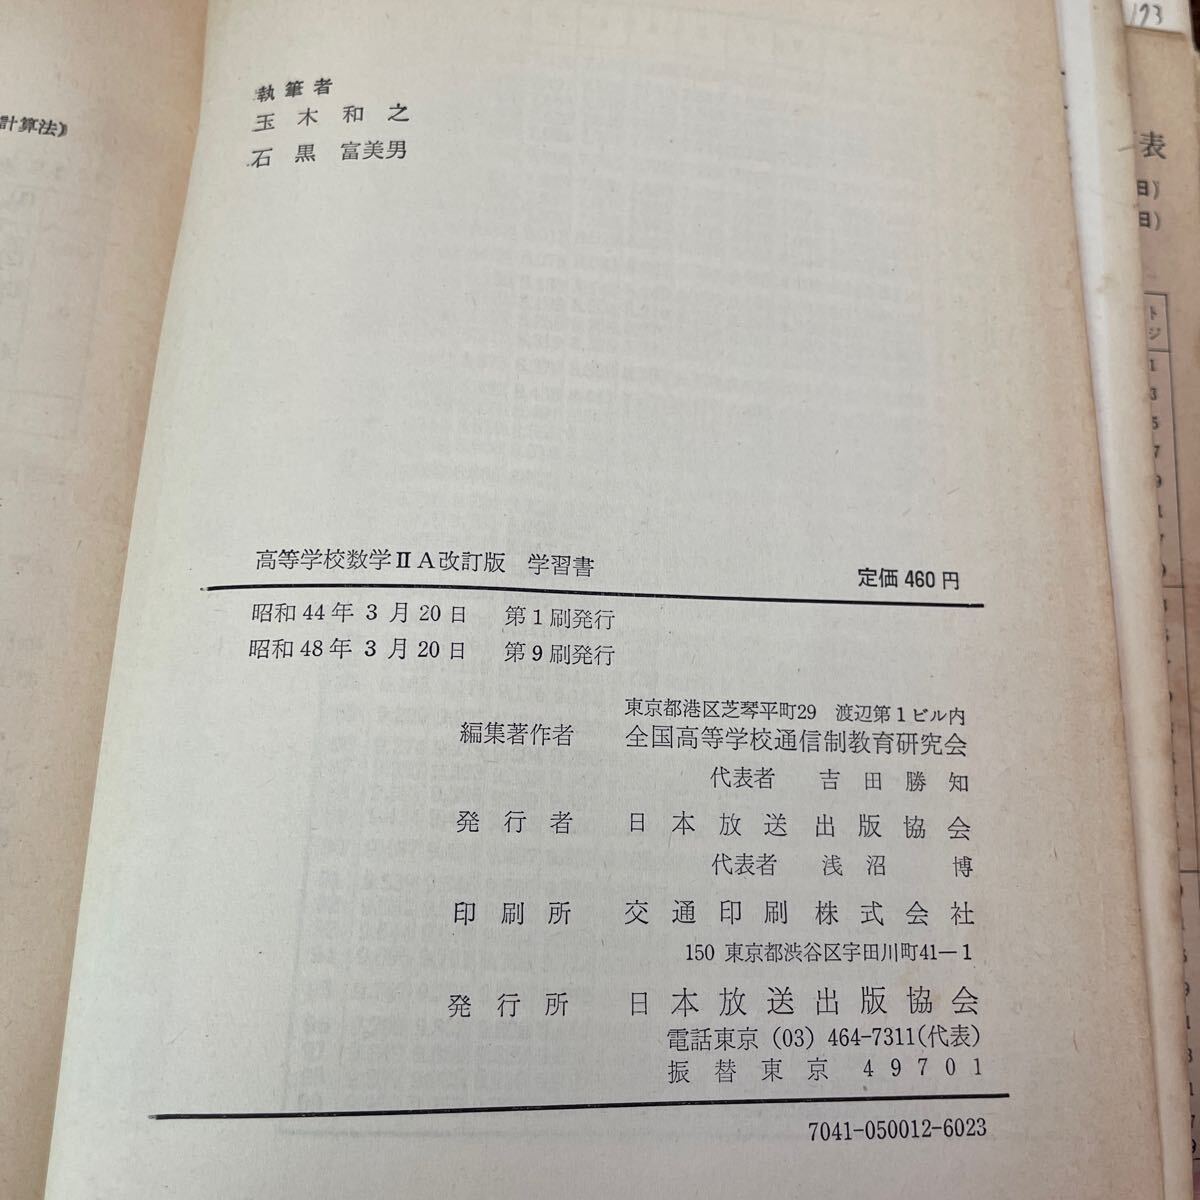 173
計算法》
執筆者
玉木和之
石黒 富美男
表
日)
日)
高等学校数学ⅡA改訂版 学習書
定価 460 円
昭和 44 年 3 月 20 日 第 1 刷発行
昭和 48 年 3 月 20 日 第 9 刷発行
東京都港区芝琴平町29 渡辺第1ビル内
編集著作者 全国高等学校通信制教育研究会
代表者 吉田勝知
発行者 日本放送出版協会
代表者 浅沼 博
印刷所 交通印刷株式会社
150 東京都渋谷区宇田川町41−1
発行所 日本放送出版協会
電話東京 (03) 464-7311(代表)
振替東京 49701
7041-050012-6023